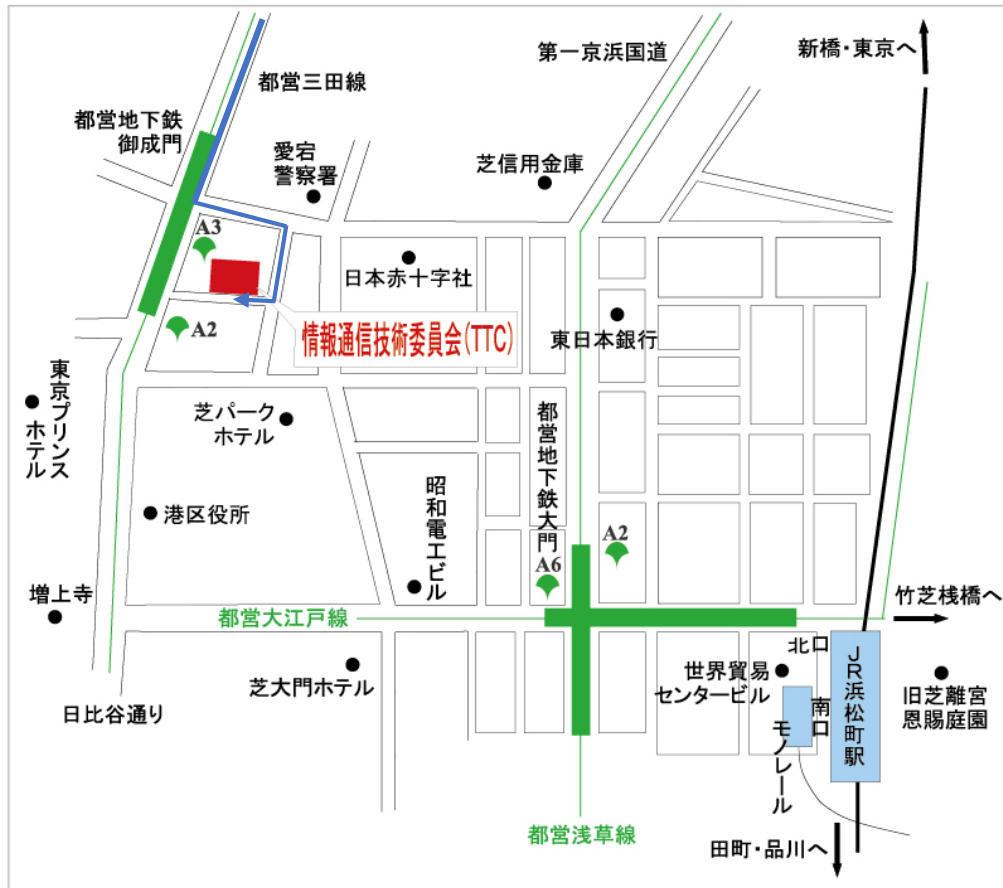 第一京浜国道
新橋・東京へ
都営三田線
都営地下鉄
御成門
愛宕
警察署
芝信用金庫
A3
日本赤十字社
A2
情報通信技術委員会(TTC)
東日本銀行
東京プリンス
ホテル
芝パーク
ホテル
都営地下鉄大門
昭和電工ビル
港区役所
A2
A6
増上寺
都営大江戸線
竹芝桟橋へ
北口
JR浜松町駅
芝大門ホテル
世界貿易
センタービル
旧芝離宮
恩賜庭園
南口
モノレール
日比谷通り
都営浅草線
田町・品川へ